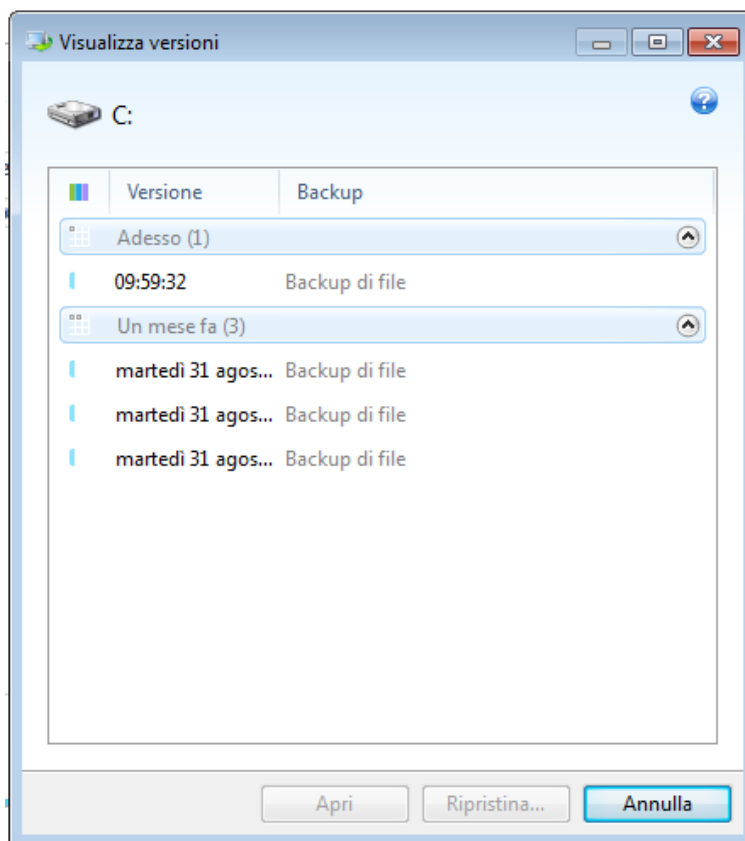 Visualizza versioni
C:
Versione Backup
Adesso (1)
09:59:32 Backup di file
Un mese fa (3)
martedì 31 agos... Backup di file
martedì 31 agos... Backup di file
martedì 31 agos... Backup di file
Apri Ripristina... Annulla